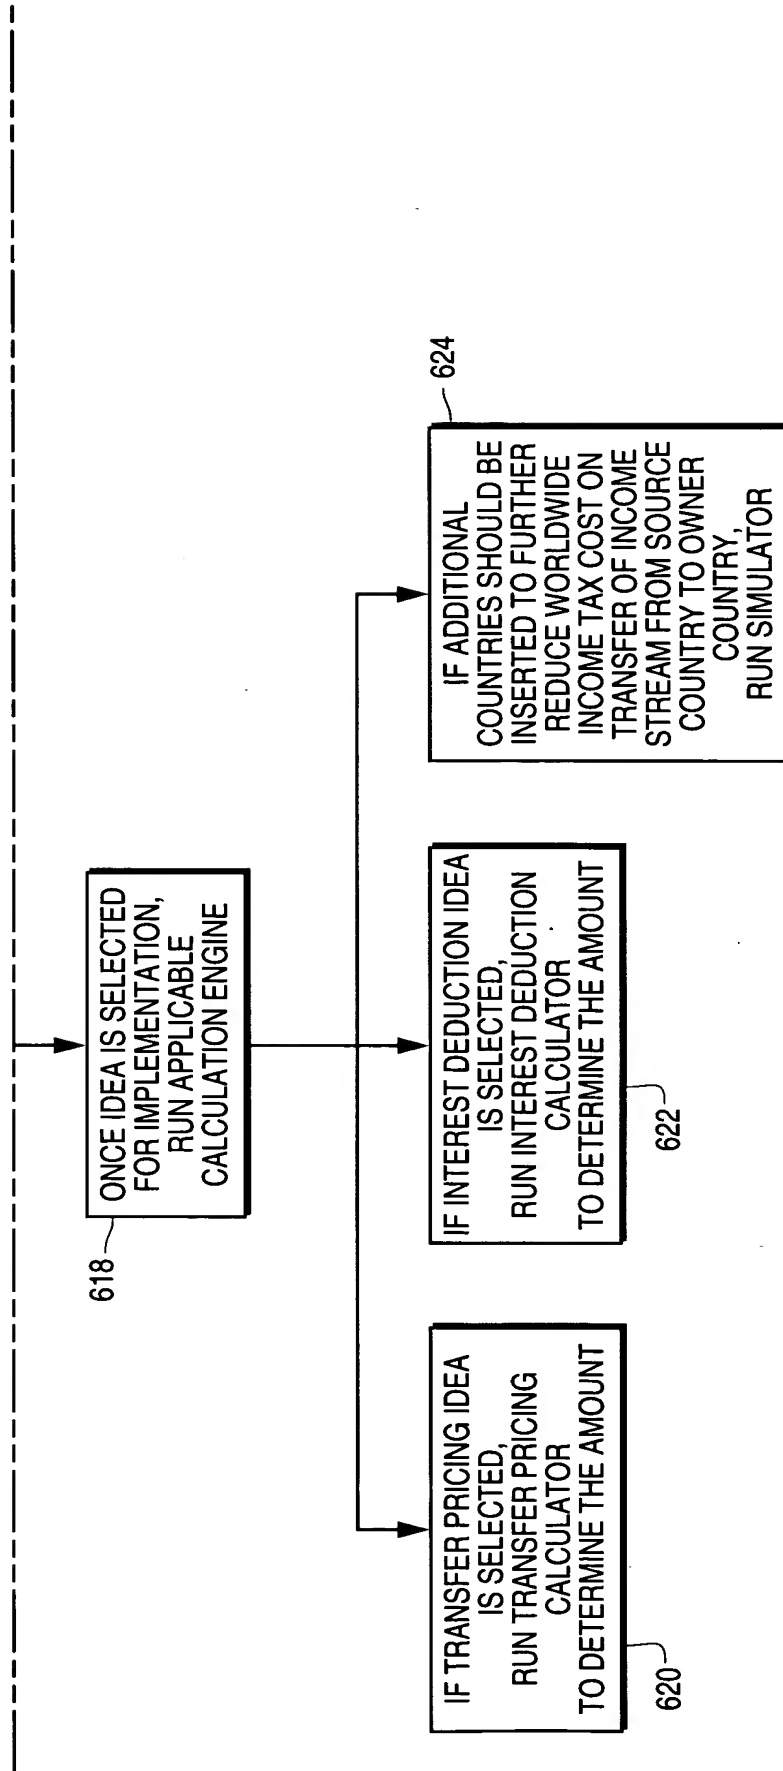 ONCE IDEA IS SELECTED
FOR IMPLEMENTATION,
RUN APPLICABLE
CALCULATION ENGINE
618
IF TRANSFER PRICING IDEA
IS SELECTED,
RUN TRANSFER PRICING
CALCULATOR
TO DETERMINE THE AMOUNT
620
IF INTEREST DEDUCTION IDEA
IS SELECTED,
RUN INTEREST DEDUCTION
CALCULATOR
TO DETERMINE THE AMOUNT
622
IF ADDITIONAL
COUNTRIES SHOULD BE
INSERTED TO FURTHER
REDUCE WORLDWIDE
INCOME TAX COST ON
TRANSFER OF INCOME
STREAM FROM SOURCE
COUNTRY TO OWNER
COUNTRY,
RUN SIMULATOR
624